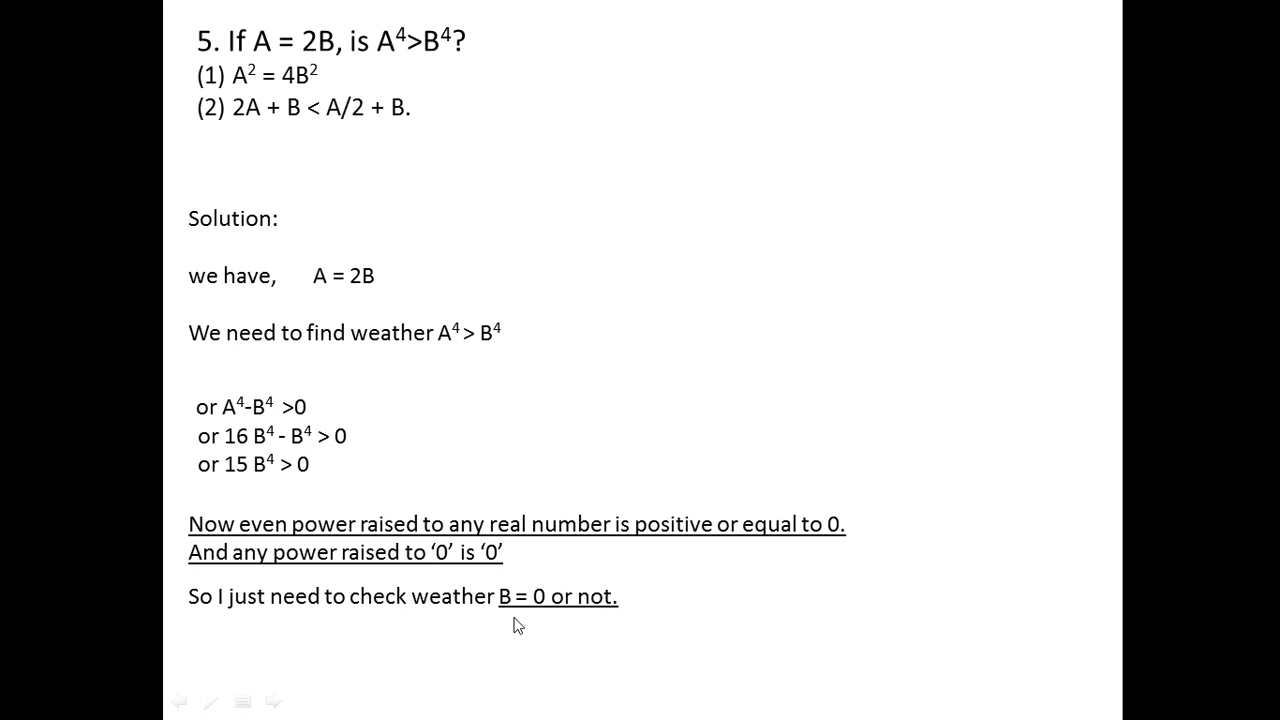 5. If A = 2B, is A⁴>B⁴?
(1) A² = 4B²
(2) 2A + B < A/2 + B.
Solution:
we have, A = 2B
We need to find weather A⁴ > B⁴
or A⁴-B⁴ >0
or 16 B⁴ - B⁴ > 0
or 15 B⁴ > 0
Now even power raised to any real number is positive or equal to 0.
And any power raised to ‘0’ is ‘0’
So I just need to check weather B = 0 or not.